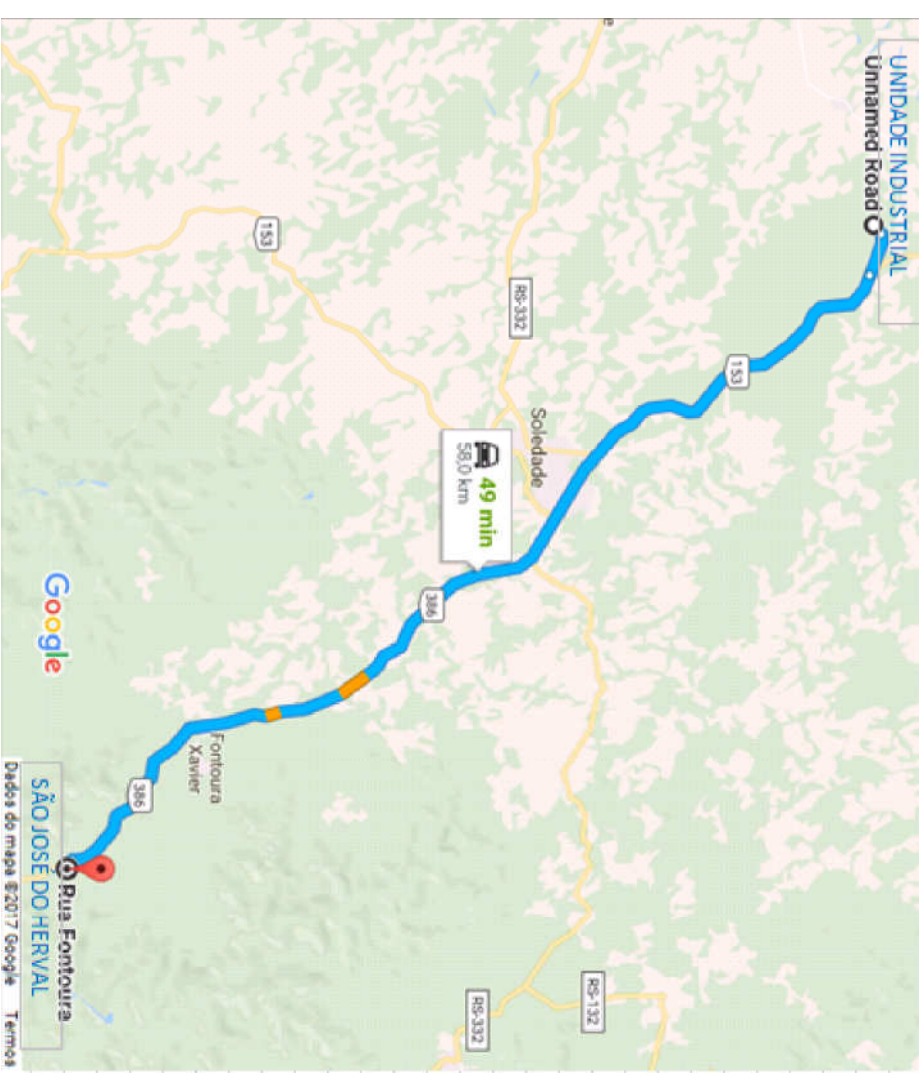 UNIDADE INDUSTRIAL
Unnamed Road
153
e
RS-132
Soledade
RS-332
49 min
58,0 km
RS-332
386
153
Fontoura
Xavier
386
Rua Fontoura
Google
SÃO JOSE DO HERVAL
Dados do mapa ©2017 Google Termos